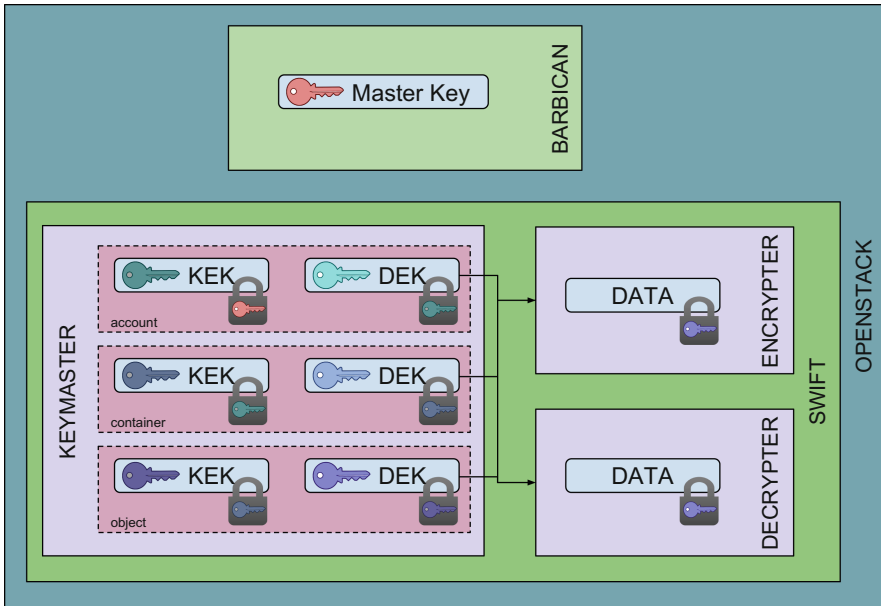 Master Key
BARBICAN
KEYMASTER
KEK
DEK
account
KEK
DEK
container
KEK
DEK
object
DATA
ENCRYPTER
DATA
DECRYPTER
SWIFT
OPENSTACK